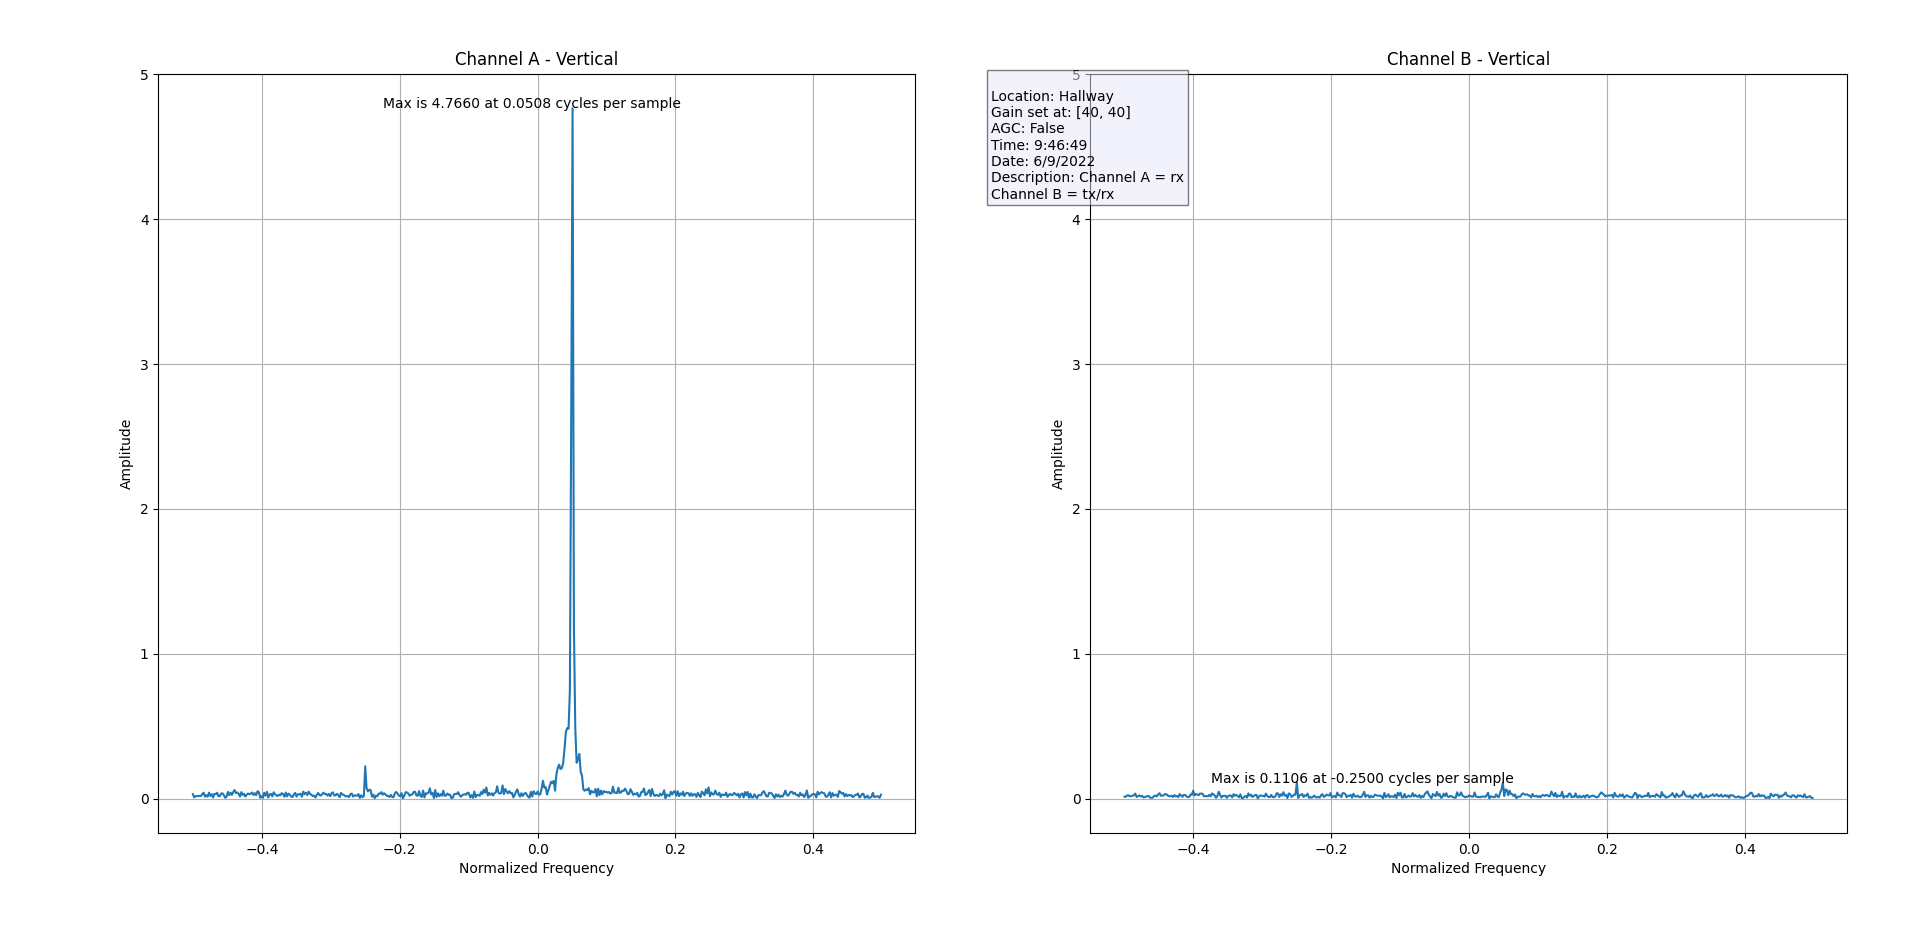 Channel A - Vertical
Max is 4.7660 at 0.0508 cycles per sample
5
4
3
2
1
0
Amplitude
−0.4 −0.2 0.0 0.2 0.4
Normalized Frequency
Channel B - Vertical
Location: Hallway
Gain set at: [40, 40]
AGC: False
Time: 9:46:49
Date: 6/9/2022
Description: Channel A = rx
Channel B = tx/rx
5
4
3
2
1
0
Amplitude
Max is 0.1106 at -0.2500 cycles per sample
−0.4 −0.2 0.0 0.2 0.4
Normalized Frequency